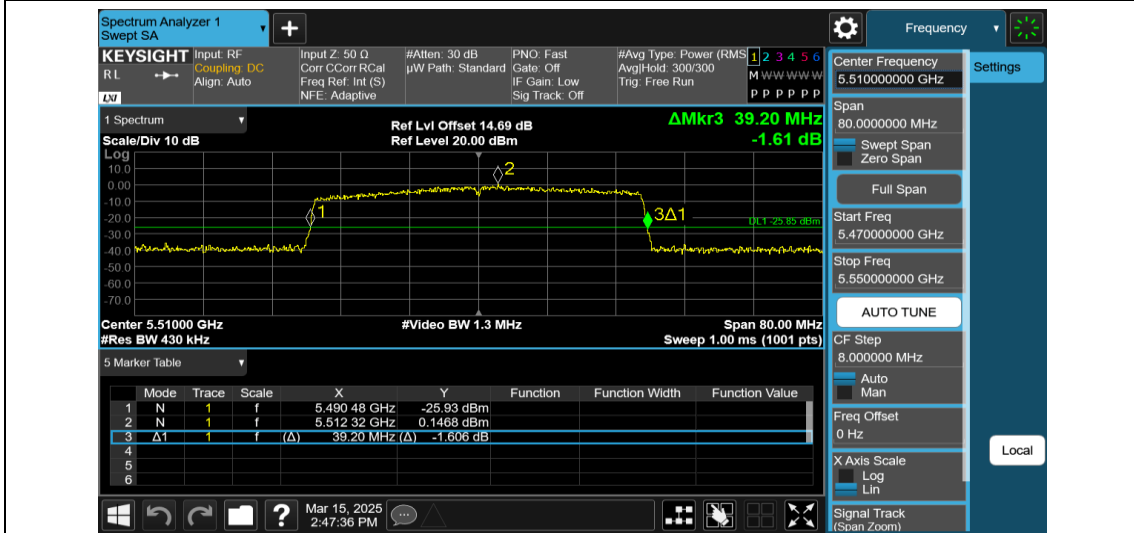 Spectrum Analyzer 1
Swept SA
Frequency
KEYSIGHT
RL
LXI
Input: RF
Coupling: DC
Align: Auto
Input Z: 50 Ω
Corr CCorr RCal
Freq Ref: Int (S)
NFE: Adaptive
#Atten: 30 dB
µW Path: Standard
PNO: Fast
Gate: Off
IF Gain: Low
Sig Track: Off
#Avg Type: Power (RMS
Avg|Hold: 300/300
Trig: Free Run
1 2 3 4 5 6
M W W W W W
P P P P P P
1 Spectrum
Scale/Div 10 dB
Ref Lvl Offset 14.69 dB
Ref Level 20.00 dBm
ΔMkr3 39.20 MHz
-1.61 dB
Log
10.0
0.00
-10.0
-20.0
-30.0
-40.0
-50.0
-60.0
-70.0
1
2
3Δ1
DL1 -25.85 dBm
Center 5.51000 GHz
#Video BW 1.3 MHz
Span 80.00 MHz
#Res BW 430 kHz
Sweep 1.00 ms (1001 pts)
5 Marker Table
Mode Trace Scale X Y Function Function Width Function Value
1 N 1 f 5.490 48 GHz -25.93 dBm
2 N 1 f 5.512 32 GHz 0.1468 dBm
3 Δ1 1 f (Δ) 39.20 MHz (Δ) -1.606 dB
4
5
6
Mar 15, 2025
2:47:36 PM
Center Frequency
5.510000000 GHz
Span
80.0000000 MHz
Swept Span
Zero Span
Full Span
Start Freq
5.470000000 GHz
Stop Freq
5.550000000 GHz
AUTO TUNE
CF Step
8.000000 MHz
Auto
Man
Freq Offset
0 Hz
X Axis Scale
Log
Lin
Signal Track
(Span Zoom)
Settings
Local